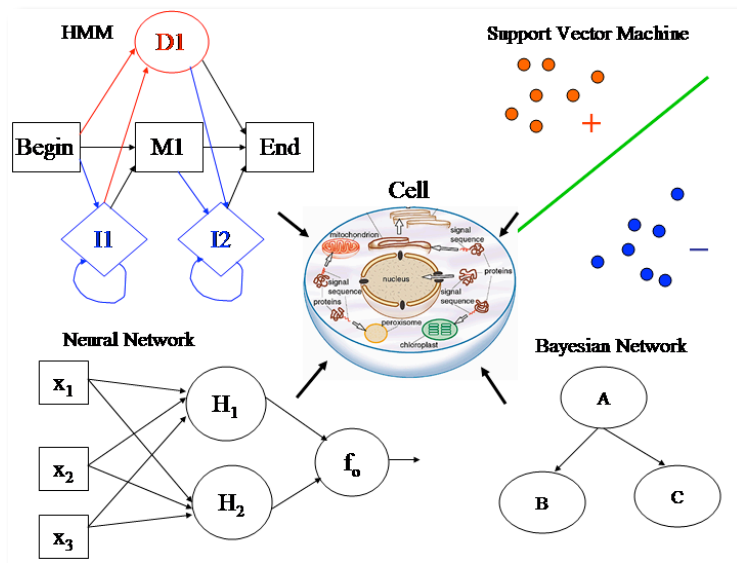 HMM
D1
Begin
M1
End
I1
I2
Support Vector Machine
+
−
Cell
mitochondrion
signal
sequence
nucleus
proteins
signal
sequence
signal
sequence
proteins
peroxisome
chloroplast
Neural Network
x1
x2
x3
H1
H2
fo
Bayesian Network
A
B
C